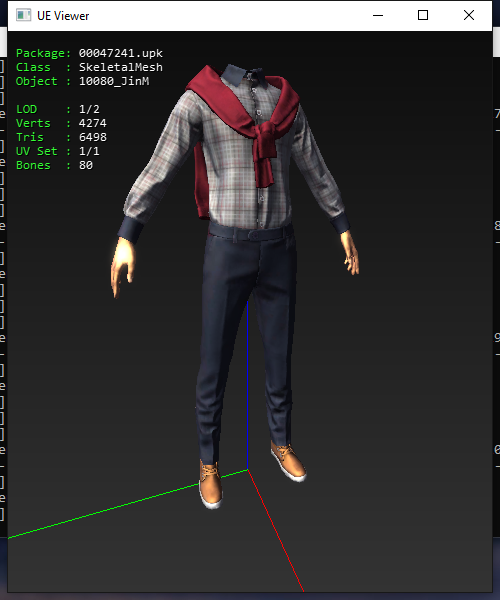 UE Viewer
Package: 00047241.upk
Class : SkeletalMesh
Object : 10080_JinM
LOD : 1/2
Verts : 4274
Tris : 6498
UV Set : 1/1
Bones : 80